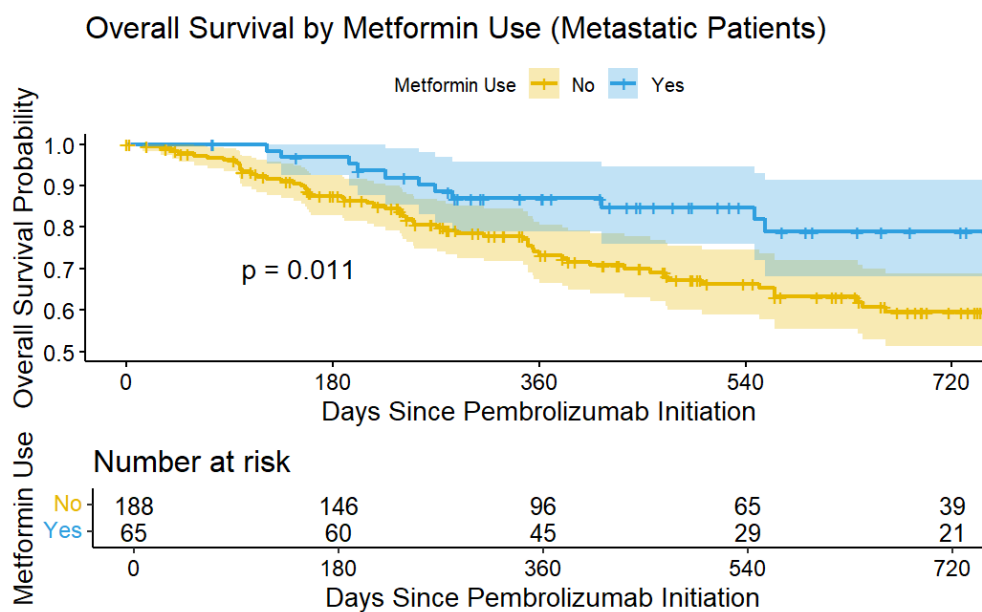 Overall Survival by Metformin Use (Metastatic Patients)
Metformin Use No Yes
Overall Survival Probability
1.0
0.9
0.8
0.7
0.6
0.5
p = 0.011
0 180 360 540 720
Days Since Pembrolizumab Initiation
Number at risk
Metformin Use
No 188 146 96 65 39
Yes 65 60 45 29 21
0 180 360 540 720
Days Since Pembrolizumab Initiation